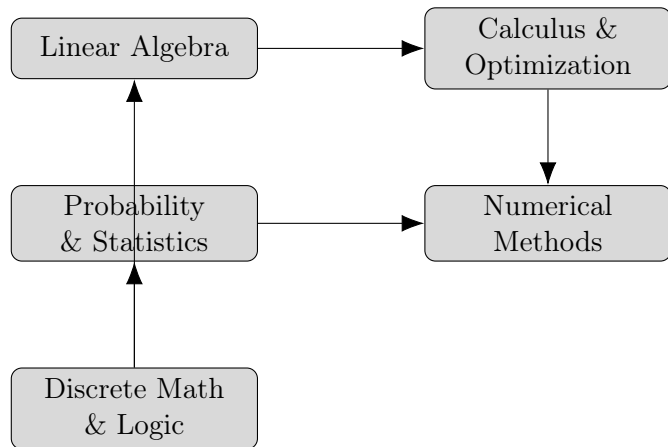 Linear Algebra
Calculus &
Optimization
Probability
& Statistics
Numerical
Methods
Discrete Math
& Logic